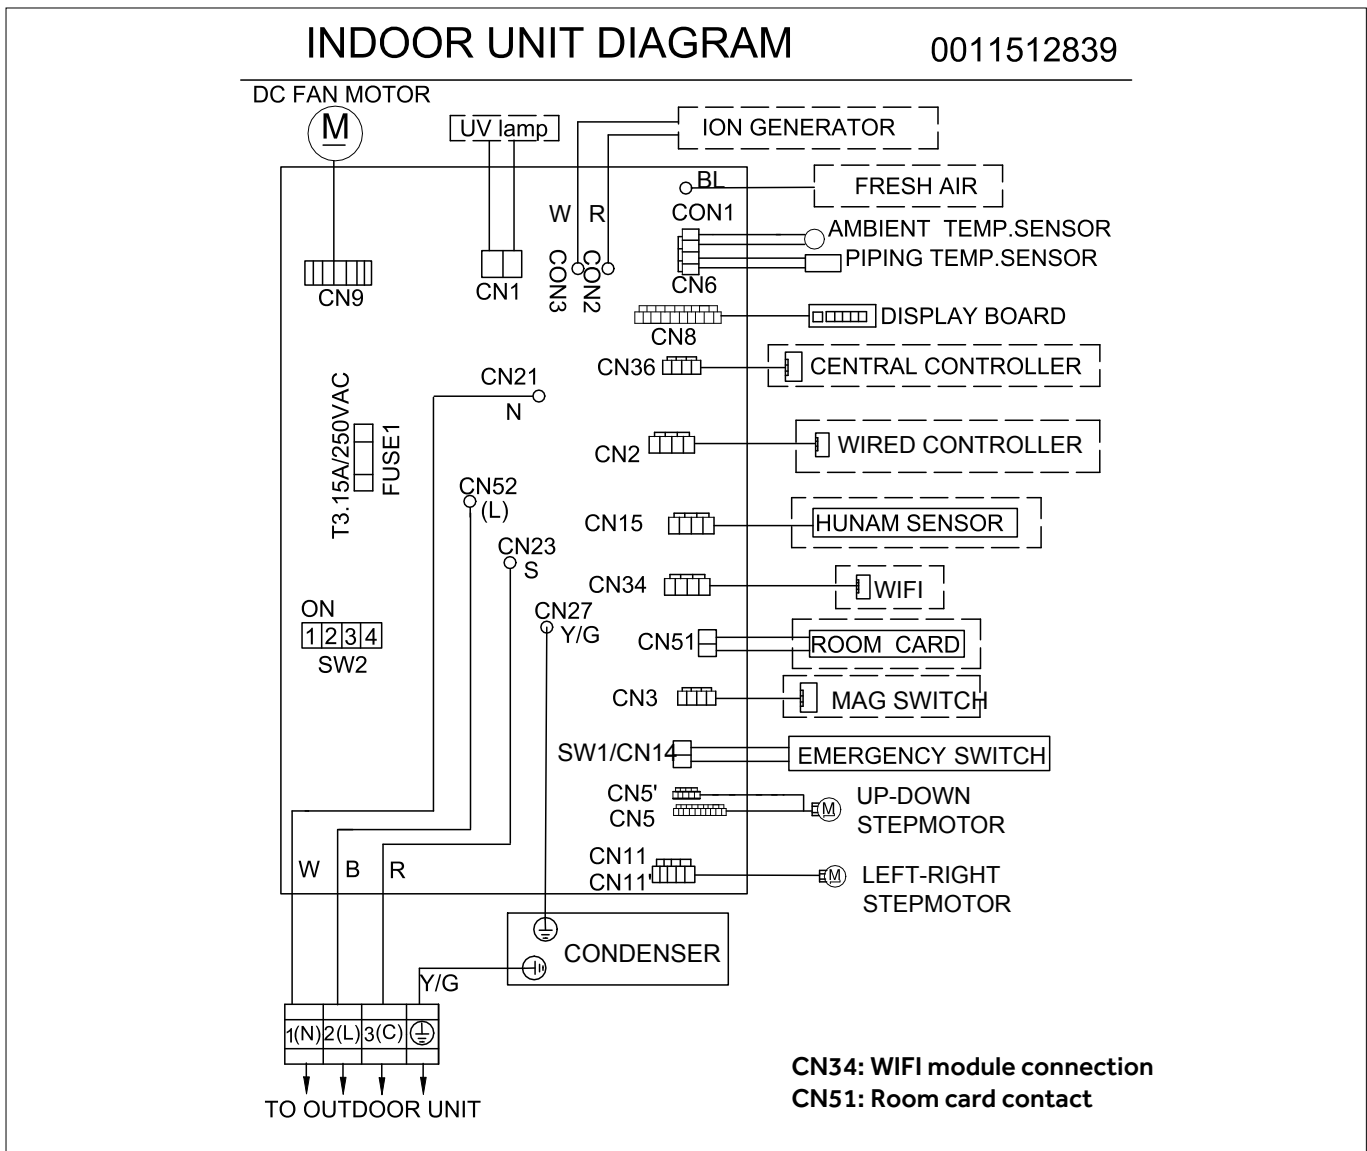 INDOOR UNIT DIAGRAM 0011512839
DC FAN MOTOR
M
UV lamp
ION GENERATOR
BL
FRESH AIR
W R
CON1
AMBIENT TEMP.SENSOR
PIPING TEMP.SENSOR
CN9
CN1
CON3
CON2
CN6
CN8
DISPLAY BOARD
CN36
CENTRAL CONTROLLER
CN21
N
T3.15A/250VAC
FUSE1
CN2
WIRED CONTROLLER
CN52
(L)
CN15
HUNAM SENSOR
CN23
S
CN34
WIFI
ON
1 2 3 4
SW2
CN27
Y/G
CN51
ROOM CARD
CN3
MAG SWITCH
SW1/CN14
EMERGENCY SWITCH
CN5'
CN5
M
UP-DOWN
STEPMOTOR
CN11
CN11'
M
LEFT-RIGHT
STEPMOTOR
W B R
CONDENSER
Y/G
1(N) 2(L) 3(C)
TO OUTDOOR UNIT
CN34: WIFI module connection
CN51: Room card contact